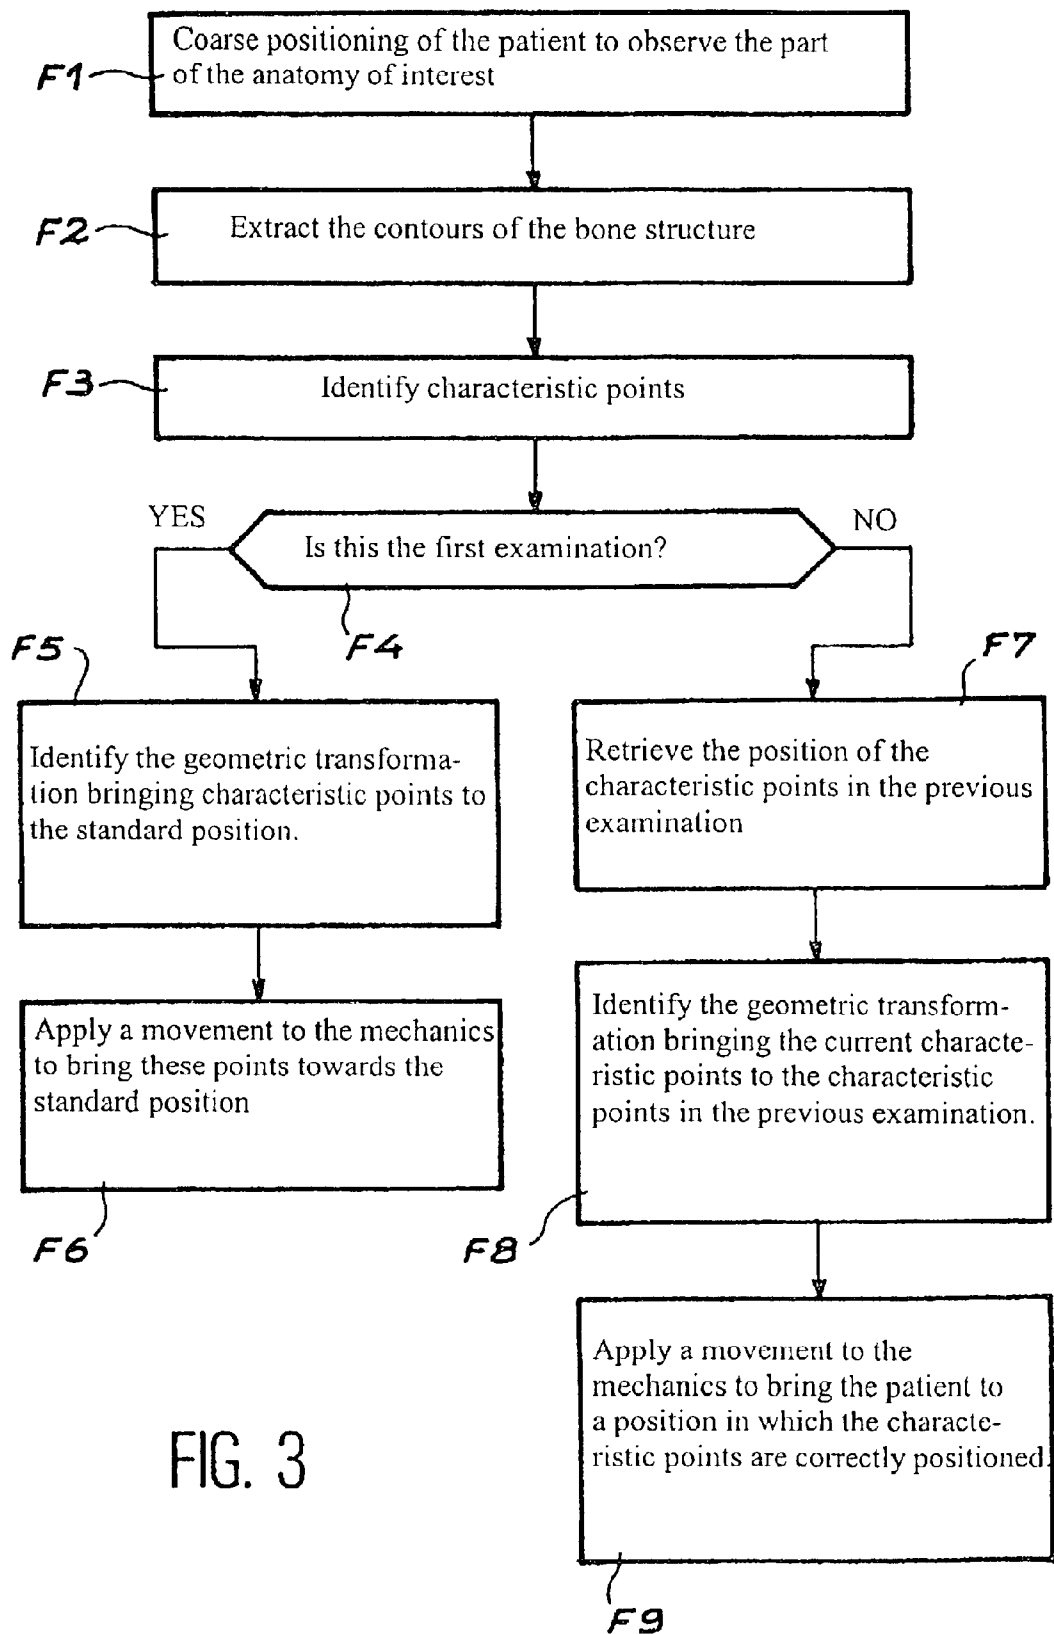 Coarse positioning of the patient to observe the part
of the anatomy of interest
F1
Extract the contours of the bone structure
F2
Identify characteristic points
F3
YES
NO
Is this the first examination?
F4
F5
Identify the geometric transforma-
tion bringing characteristic points to
the standard position.
Apply a movement to the mechanics
to bring these points towards the
standard position
F6
F7
Retrieve the position of the
characteristic points in the previous
examination
Identify the geometric transform-
ation bringing the current characte-
ristic points to the characteristic
points in the previous examination.
F8
Apply a movement to the
mechanics to bring the patient to
a position in which the characte-
ristic points are correctly positioned.
F9
FIG. 3